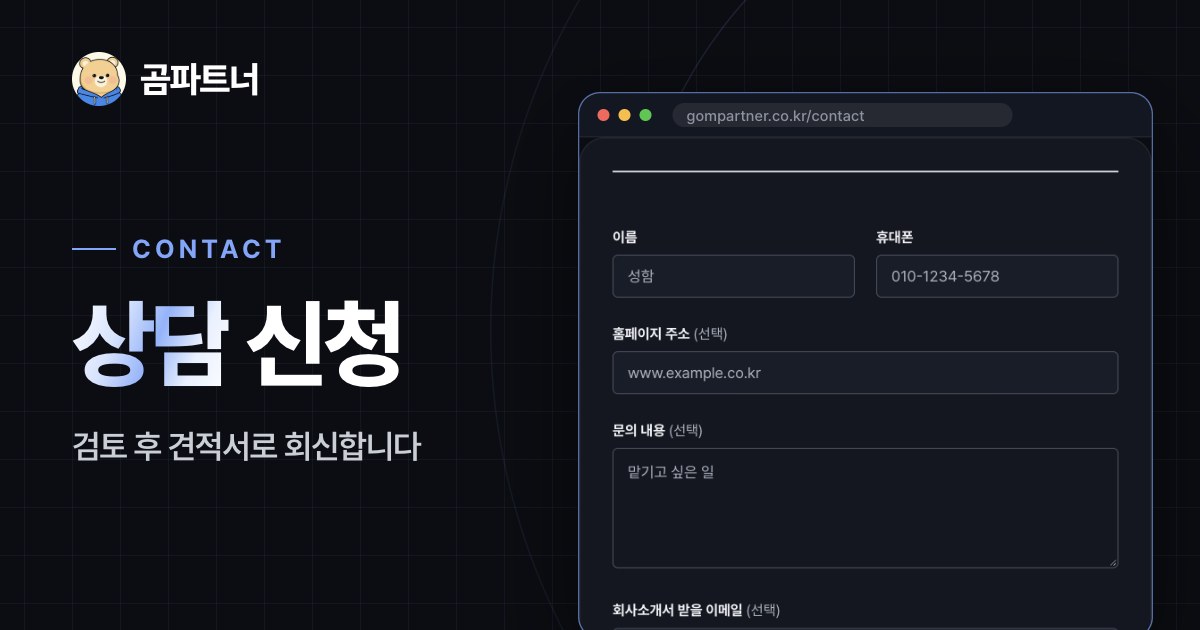 곰파트너
CONTACT
상담 신청
검토 후 견적서로 회신합니다
gompartner.co.kr/contact
이름
휴대폰
성함
010-1234-5678
홈페이지 주소 (선택)
www.example.co.kr
문의 내용 (선택)
맡기고 싶은 일
회사소개서 받을 이메일 (선택)